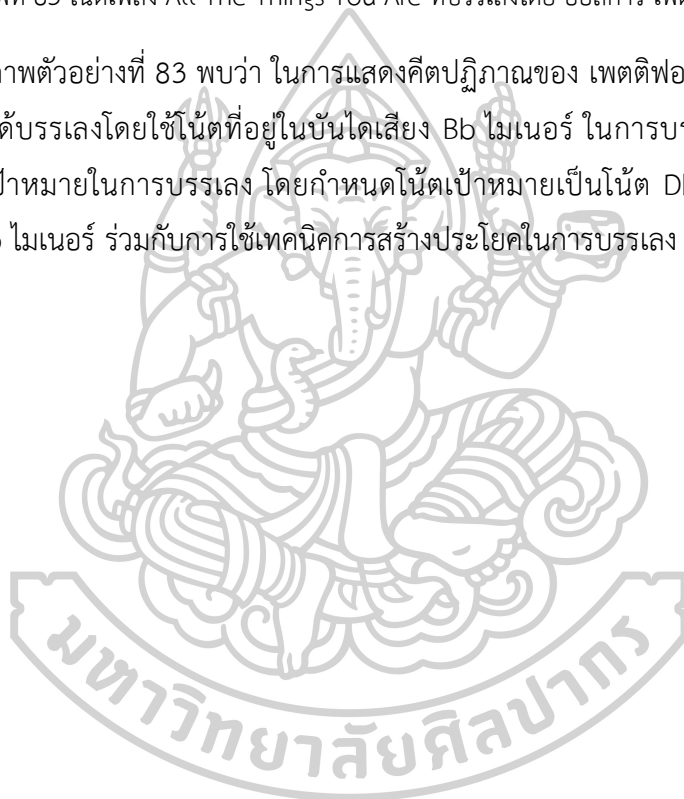 ที่ 83 โน้ตเพลง All The Things You Are ที่บรรเลงโดย
ภาพตัวอย่างที่ 83 พบว่า ในการแสดงคีตปฏิภาณของ เพตติฟอ
ด้บรรเลงโดยใช้โน้ตที่อยู่ในบันไดเสียง Bb ไมเนอร์ ในการบร
ป้าหมายในการบรรเลง โดยกำหนดโน้ตเป้าหมายเป็นโน้ต
ไมเนอร์ ร่วมกับการใช้เทคนิคการสร้างประโยคในการบรรเลง
มหาวิทยาลัยศิลปากร